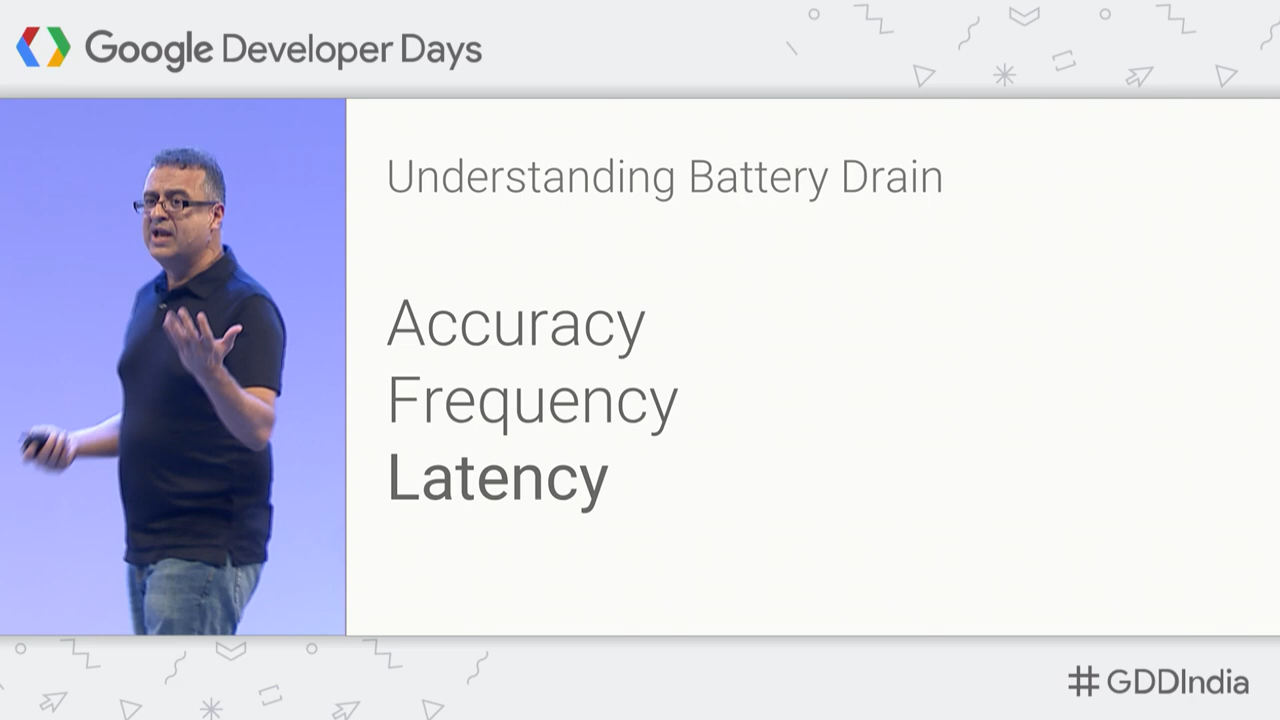 Google Developer Days
Understanding Battery Drain
Accuracy
Frequency
Latency
#GDDIndia